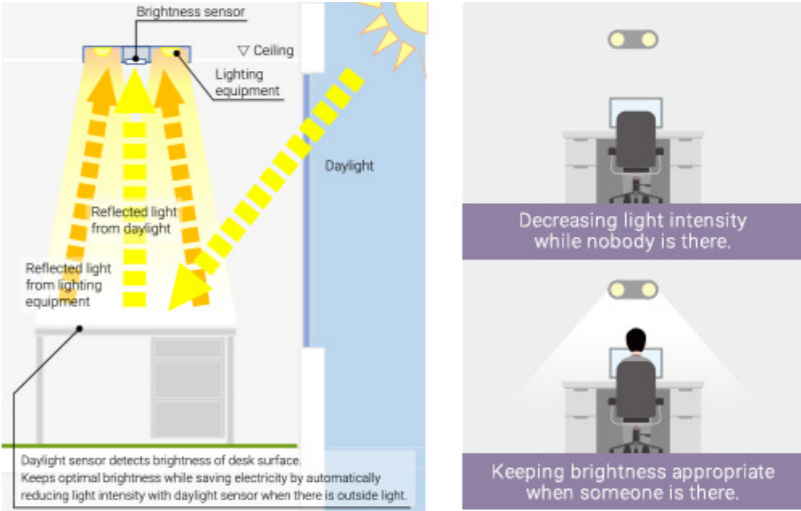 Brightness sensor
▽ Ceiling
Lighting
equipment
Daylight
Reflected light
from daylight
Reflected light
from lighting
equipment
Daylight sensor detects brightness of desk surface.
Keeps optimal brightness while saving electricity by automatically
reducing light intensity with daylight sensor when there is outside light.
Decreasing light intensity
while nobody is there.
Keeping brightness appropriate
when someone is there.